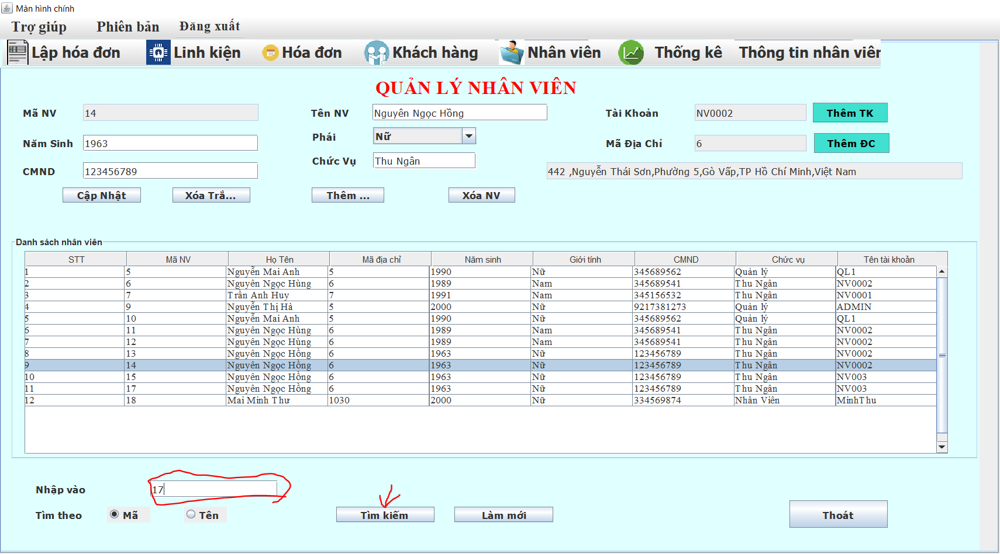 Màn hình chính
Trợ giúp Phiên bản Đăng xuất
Lập hóa đơn Linh kiện Hóa đơn Khách hàng Nhân viên Thống kê Thông tin nhân viên
QUẢN LÝ NHÂN VIÊN
Mã NV 14 Tên NV Nguyên Ngọc Hồng Tài Khoản NV0002 Thêm TK
Phái Nữ
Năm Sinh 1963 Mã Địa Chỉ 6 Thêm ĐC
Chức Vụ Thu Ngân
CMND 123456789 442 ,Nguyễn Thái Sơn,Phường 5,Gò Vấp,TP Hồ Chí Minh,Việt Nam
Cập Nhật Xóa Trắ... Thêm ... Xóa NV
Danh sách nhân viên
STT Mã NV Họ Tên Mã địa chỉ Năm sinh Giới tính CMND Chức vụ Tên tài khoản
1 5 Nguyễn Mai Anh 5 1990 Nữ 345689562 Quản lý QL1
2 6 Nguyên Ngọc Hùng 6 1989 Nam 345689541 Thu Ngân NV0002
3 7 Trần Anh Huy 7 1991 Nam 345156532 Thu Ngân NV0001
4 9 Nguyễn Thị Hà 5 2000 Nữ 9217381273 Quản lý ADMIN
5 10 Nguyễn Mai Anh 5 1990 Nữ 345689562 Quản lý QL1
6 11 Nguyên Ngọc Hùng 6 1989 Nam 345689541 Thu Ngân NV0002
7 12 Nguyên Ngọc Hùng 6 1989 Nam 345689541 Thu Ngân NV0002
8 13 Nguyên Ngọc Hồng 6 1963 Nữ 123456789 Thu Ngân NV0002
9 14 Nguyên Ngọc Hồng 6 1963 Nữ 123456789 Thu Ngân NV0002
10 15 Nguyên Ngọc Hồng 6 1963 Nữ 123456789 Thu Ngân NV003
11 17 Nguyên Ngọc Hồng 6 1963 Nữ 123456789 Thu Ngân NV003
12 18 Mai Minh Thư 1030 2000 Nữ 334569874 Nhân Viên MinhThu
Nhập vào 17
Tìm theo Mã Tên Tìm kiếm Làm mới Thoát